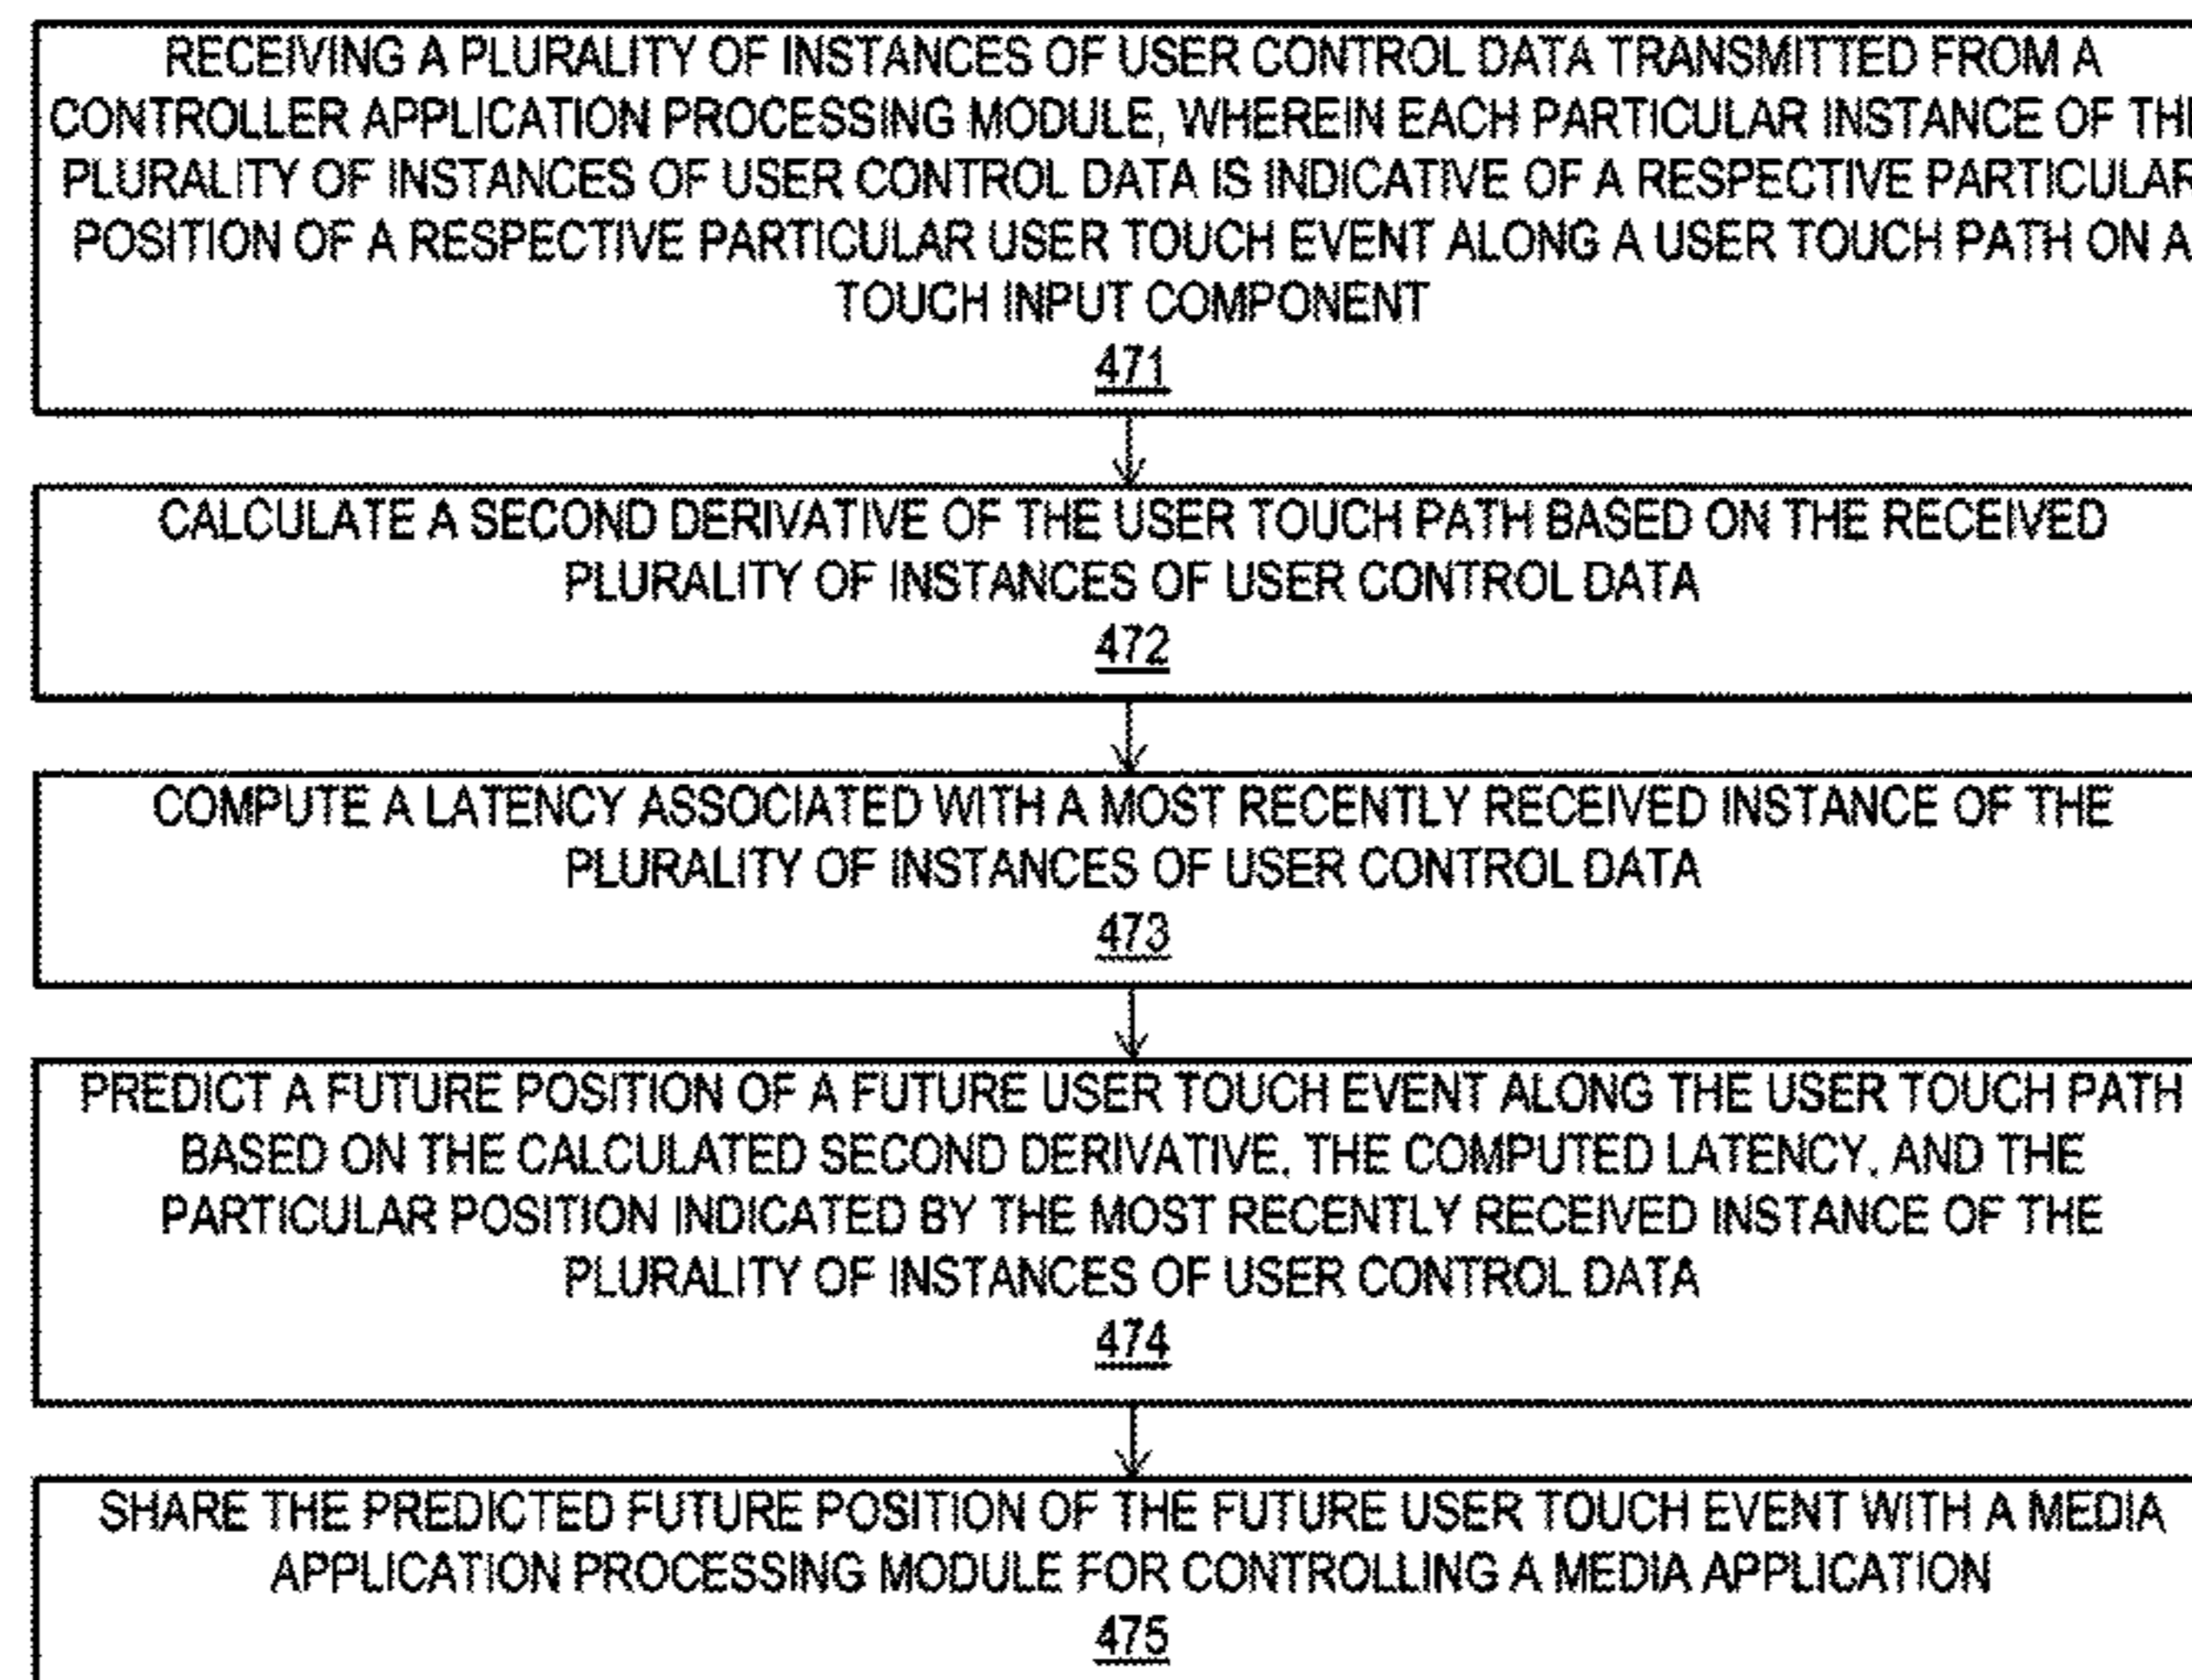 RECEIVING A PLURALITY OF INSTANCES OF USER CONTROL DATA TRANSMITTED FROM A
CONTROLLER APPLICATION PROCESSING MODULE, WHEREIN EACH PARTICULAR INSTANCE OF THE
PLURALITY OF INSTANCES OF USER CONTROL DATA IS INDICATIVE OF A RESPECTIVE PARTICULAR
POSITION OF A RESPECTIVE PARTICULAR USER TOUCH EVENT ALONG A USER TOUCH PATH ON A
TOUCH INPUT COMPONENT
471
CALCULATE A SECOND DERIVATIVE OF THE USER TOUCH PATH BASED ON THE RECEIVED
PLURALITY OF INSTANCES OF USER CONTROL DATA
472
COMPUTE A LATENCY ASSOCIATED WITH A MOST RECENTLY RECEIVED INSTANCE OF THE
PLURALITY OF INSTANCES OF USER CONTROL DATA
473
PREDICT A FUTURE POSITION OF A FUTURE USER TOUCH EVENT ALONG THE USER TOUCH PATH
BASED ON THE CALCULATED SECOND DERIVATIVE, THE COMPUTED LATENCY, AND THE
PARTICULAR POSITION INDICATED BY THE MOST RECENTLY RECEIVED INSTANCE OF THE
PLURALITY OF INSTANCES OF USER CONTROL DATA
474
SHARE THE PREDICTED FUTURE POSITION OF THE FUTURE USER TOUCH EVENT WITH A MEDIA
APPLICATION PROCESSING MODULE FOR CONTROLLING A MEDIA APPLICATION
475